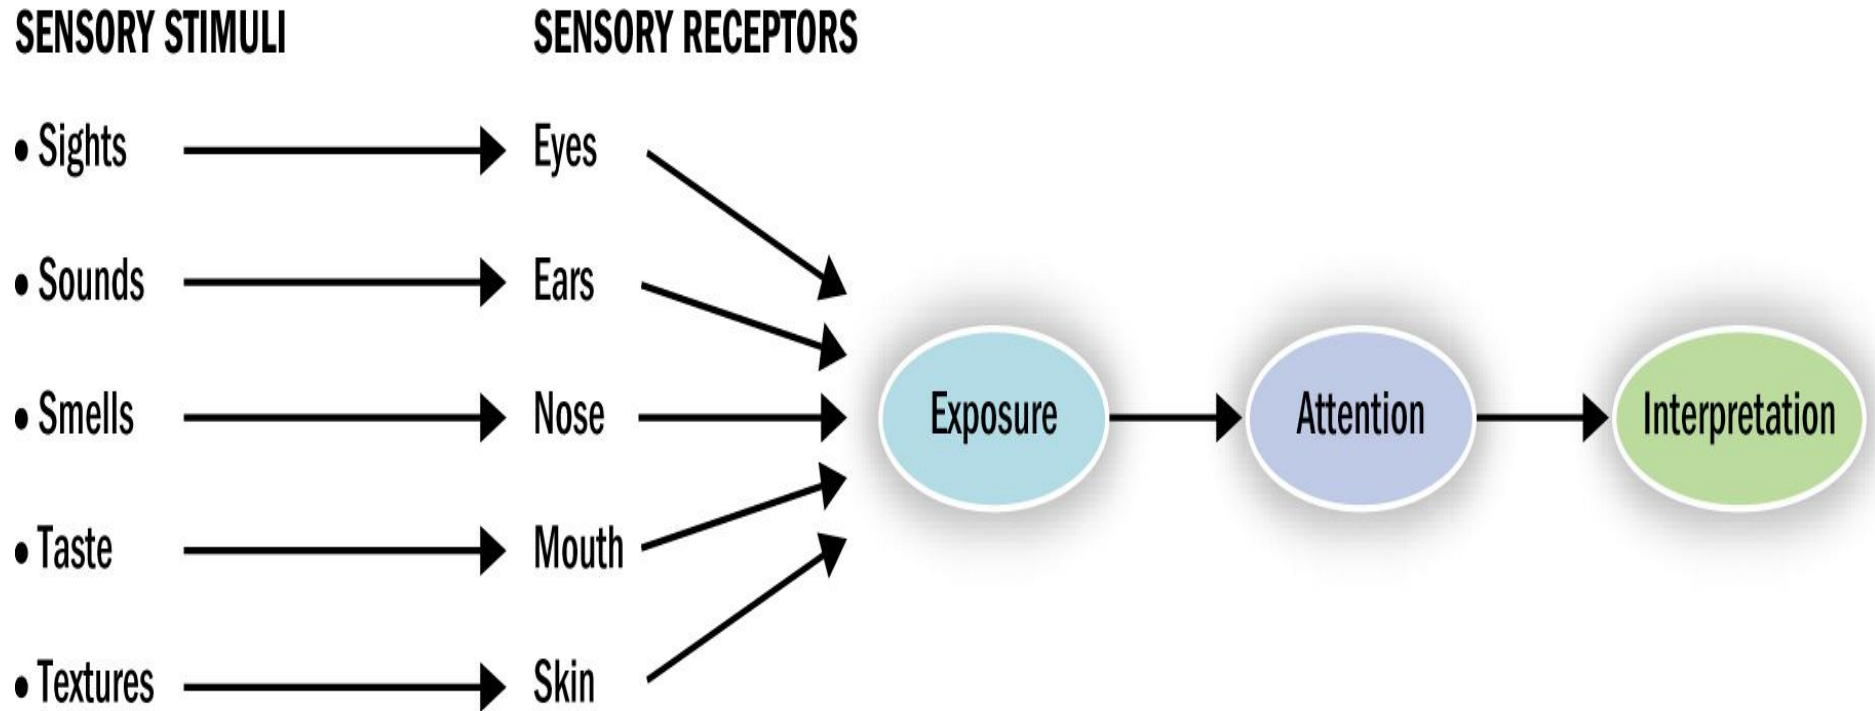 SENSORY STIMULI SENSORY RECEPTORS
• Sights Eyes
• Sounds Ears
• Smells Nose
Exposure Attention Interpretation
• Taste Mouth
• Textures Skin